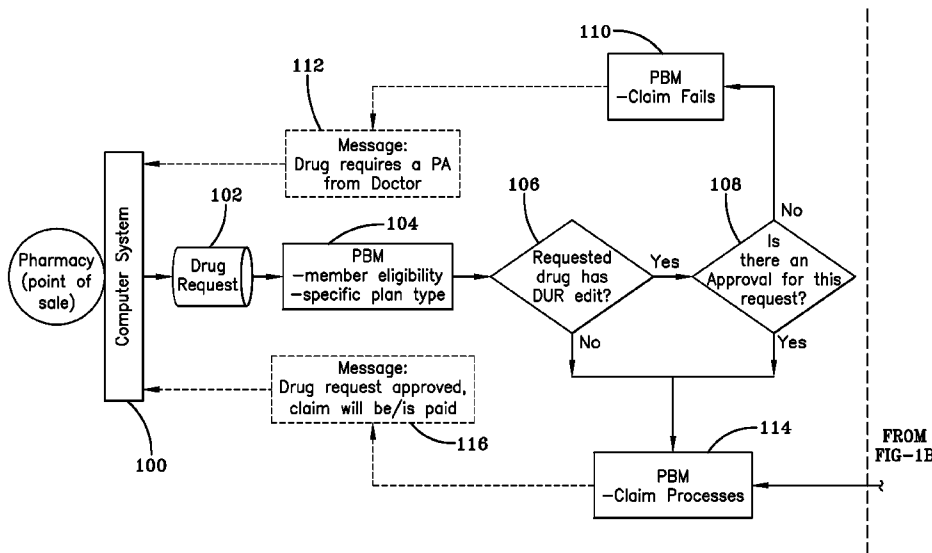 110
PBM
-Claim Fails
112
Message:
Drug requires a PA
from Doctor
102
104
106
108
No
Pharmacy
(point of
sale)
Computer System
Drug
Request
PBM
-member eligibility
-specific plan type
Requested
drug has
DUR edit?
Yes
Is
there an
Approval for this
request?
No
Yes
Message:
Drug request approved,
claim will be/is paid
100
116
114
PBM
-Claim Processes
FROM
FIG-1B